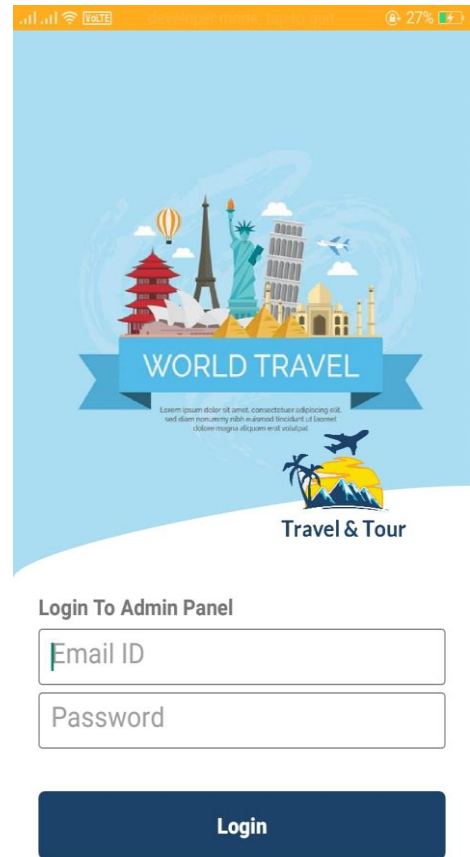 VOLTE
developer mode, tap to quit
27%
WORLD TRAVEL
Lorem ipsum dolor sit amet, consectetuer adipiscing elit,
sed diam nonummy nibh euismod tincidunt ut laoreet
dolore magna aliquam erat volutpat.
Travel & Tour
Login To Admin Panel
Email ID
Password
Login